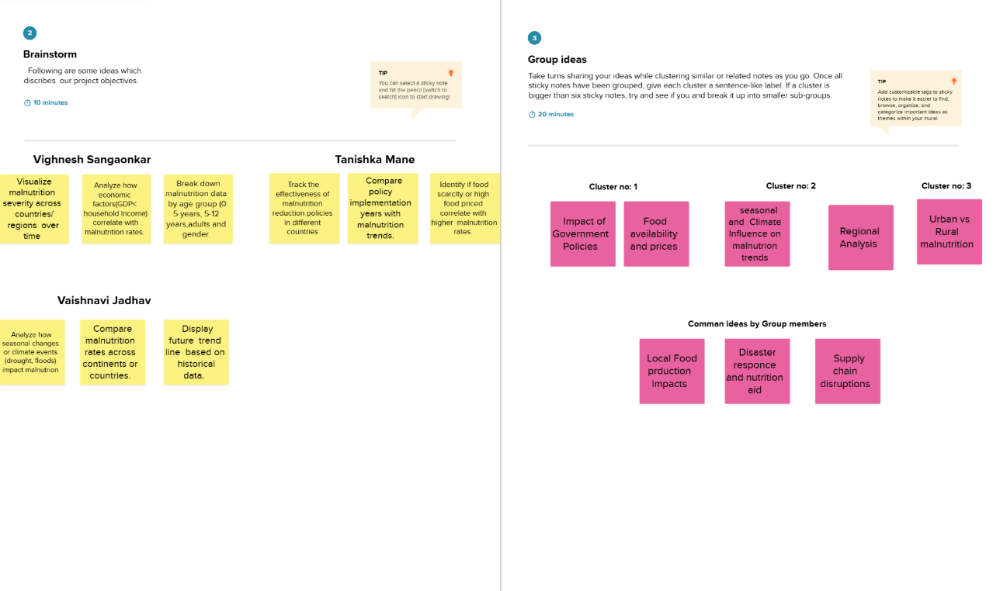 2
Brainstorm
Following are some ideas which
discribes our project objectives.
10 minutes
TIP
You can select a sticky note
and hit the pencil [switch to
sketch] icon to start drawing!
Vighnesh Sangaonkar
Visualize
malnutrition
severity across
countries/
regions over
time
Analyze how
economic
factors(GDP<
household income)
correlate with
malnutrition rates.
Break down
malnutrition data
by age group (0
5 years, 5-12
years,adults and
gender.
Tanishka Mane
Track the
effectiveness of
malnutrition
reduction policies
in different
countries
Compare
policy
implementation
years with
malnutrition
trends.
Identify if food
scarcity or high
food priced
correlate with
higher malnutrition
rates.
Vaishnavi Jadhav
Analyze how
seasonal changes
or climate events
(drought, floods)
impact malnutrion
Compare
malnutrition
rates across
continents or
countries.
Display
future trend
line based on
historical
data.
3
Group ideas
Take turns sharing your ideas while clustering similar or related notes as you go. Once all
sticky notes have been grouped, give each cluster a sentence-like label. If a cluster is
bigger than six sticky notes, try and see if you and break it up into smaller sub-groups.
20 minutes
TIP
Add customizable tags to sticky
notes to make it easier to find,
browse, organize, and
categorize important ideas as
themes within your mural.
Cluster no: 1
Impact of
Government
Policies
Food
availability
and prices
Cluster no: 2
seasonal
and Climate
Influence on
malnutrion
trends
Regional
Analysis
Cluster no: 3
Urban vs
Rural
malnutrition
Comman ideas by Group members
Local Food
prduction
impacts
Disaster
responce
and nutrition
aid
Supply
chain
disruptions